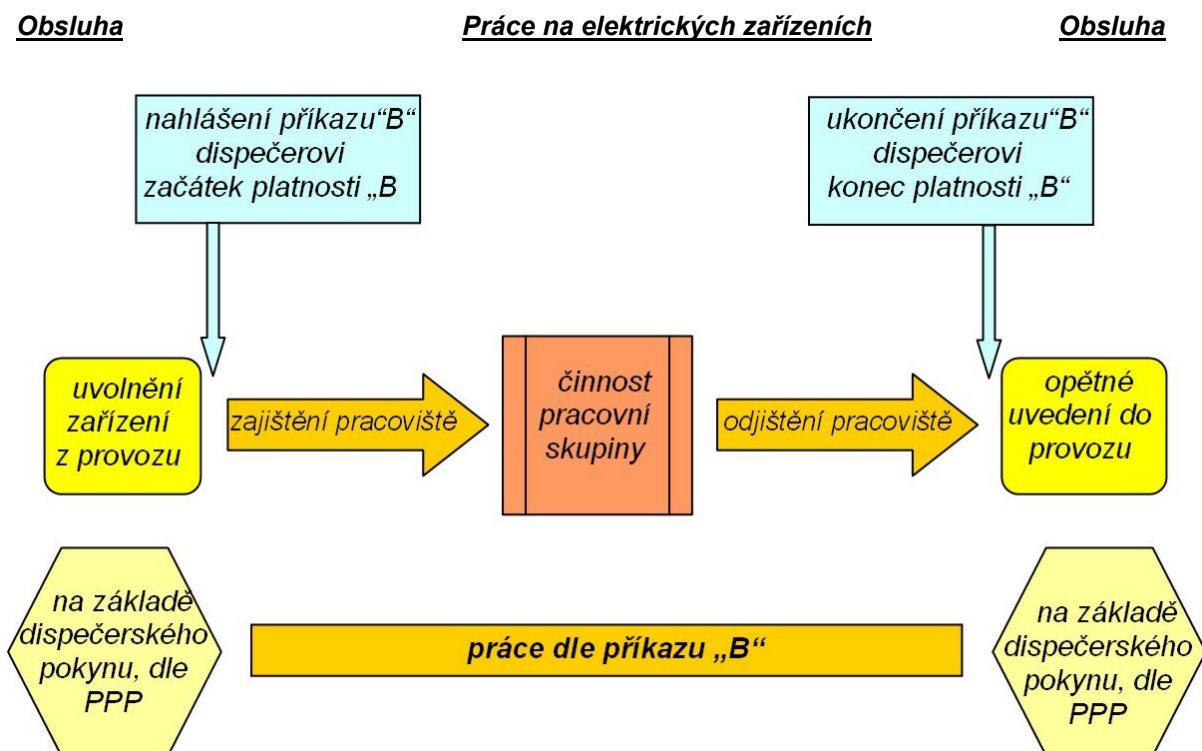 Obsluha
Práce na elektrických zařízeních
Obsluha
nahlášení příkazu“B“
dispečerovi
začátek platnosti „B
ukončení příkazu“B“
dispečerovi
konec platnosti „B“
uvolnění
zařízení
z provozu
zajištění pracoviště
činnost
pracovní
skupiny
odjištění pracoviště
opětné
uvedení do
provozu
na základě
dispečerského
pokynu, dle
PPP
práce dle příkazu „B“
na základě
dispečerského
pokynu, dle
PPP